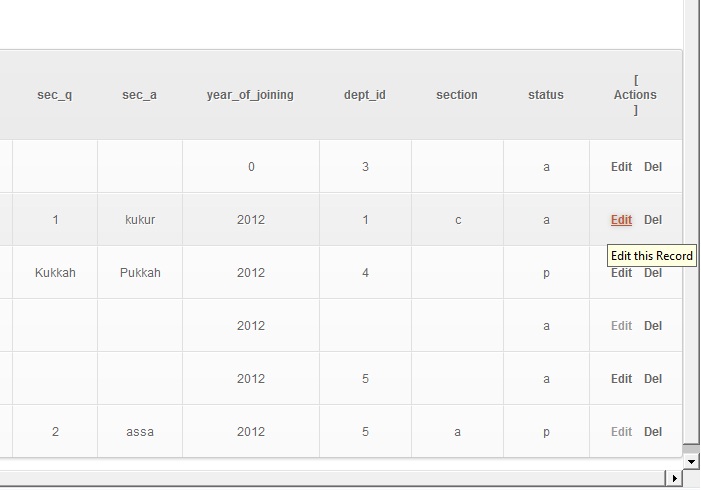 sec_q sec_a year_of_joining dept_id section status [ Actions ]
0 3 a Edit Del
1 kukur 2012 1 c a Edit Del
Edit this Record
Kukkah Pukkah 2012 4 p Edit Del
2012 a Edit Del
2012 5 a Edit Del
2 assa 2012 5 a p Edit Del